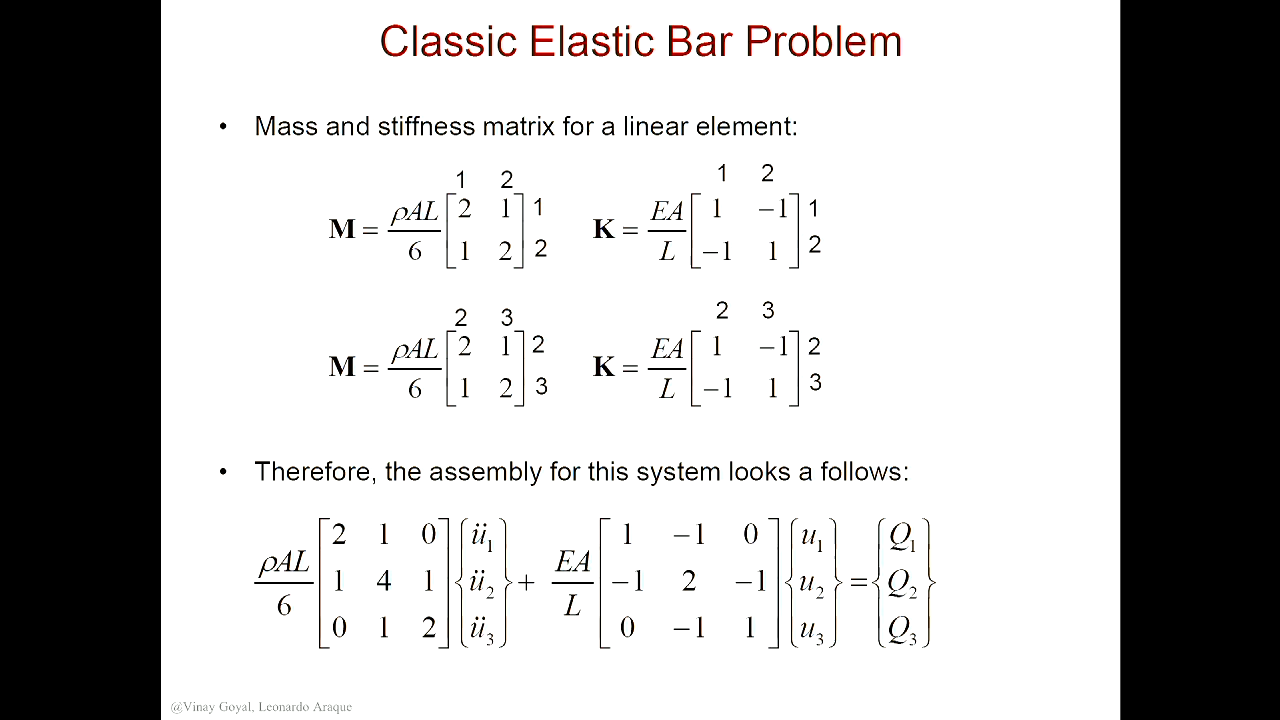 Classic Elastic Bar Problem
• Mass and stiffness matrix for a linear element:
1 2 1 2
M = ρAL/6 [2 1; 1 2] 1 2 K = EA/L [1 −1; −1 1] 1 2
2 3 2 3
M = ρAL/6 [2 1; 1 2] 2 3 K = EA/L [1 −1; −1 1] 2 3
• Therefore, the assembly for this system looks a follows:
ρAL/6 [2 1 0; 1 4 1; 0 1 2] {ü₁; ü₂; ü₃} + EA/L [1 −1 0; −1 2 −1; 0 −1 1] {u₁; u₂; u₃} = {Q₁; Q₂; Q₃}
@Vinay Goyal, Leonardo Araque